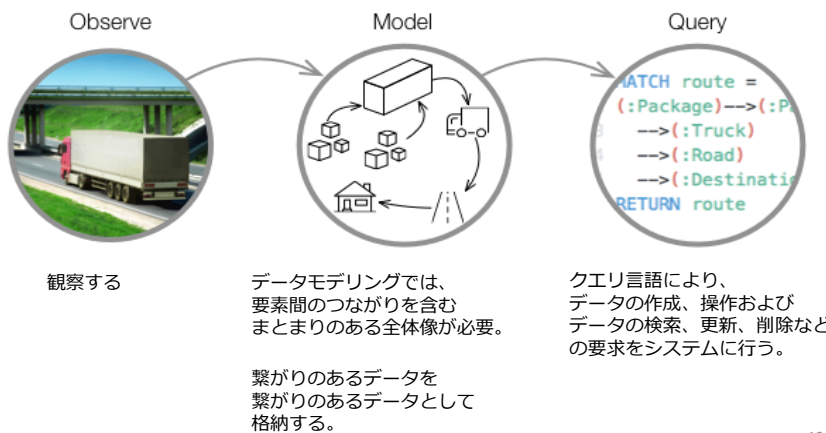 Observe
Model
Query
MATCH route =
(:Package)-->(:P
-->(:Truck)
-->(:Road)
-->(:Destinatio
RETURN route
観察する
データモデリングでは、
要素間のつながりを含む
まとまりのある全体像が必要。
繋がりのあるデータを
繋がりのあるデータとして
格納する。
クエリ言語により、
データの作成、操作および
データの検索、更新、削除など
の要求をシステムに行う。